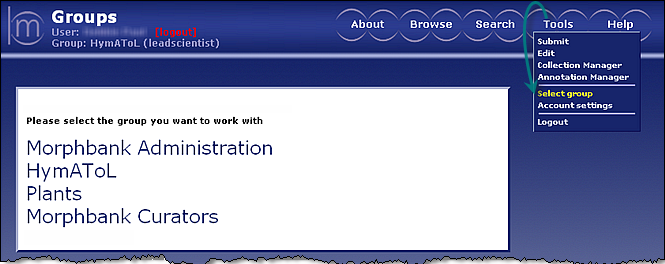 m Groups
User: [logout]
Group: HymAToL (leadscientist)
About Browse Search Tools Help
Submit
Edit
Collection Manager
Annotation Manager
Select group
Account settings
Logout
Please select the group you want to work with
Morphbank Administration
HymAToL
Plants
Morphbank Curators